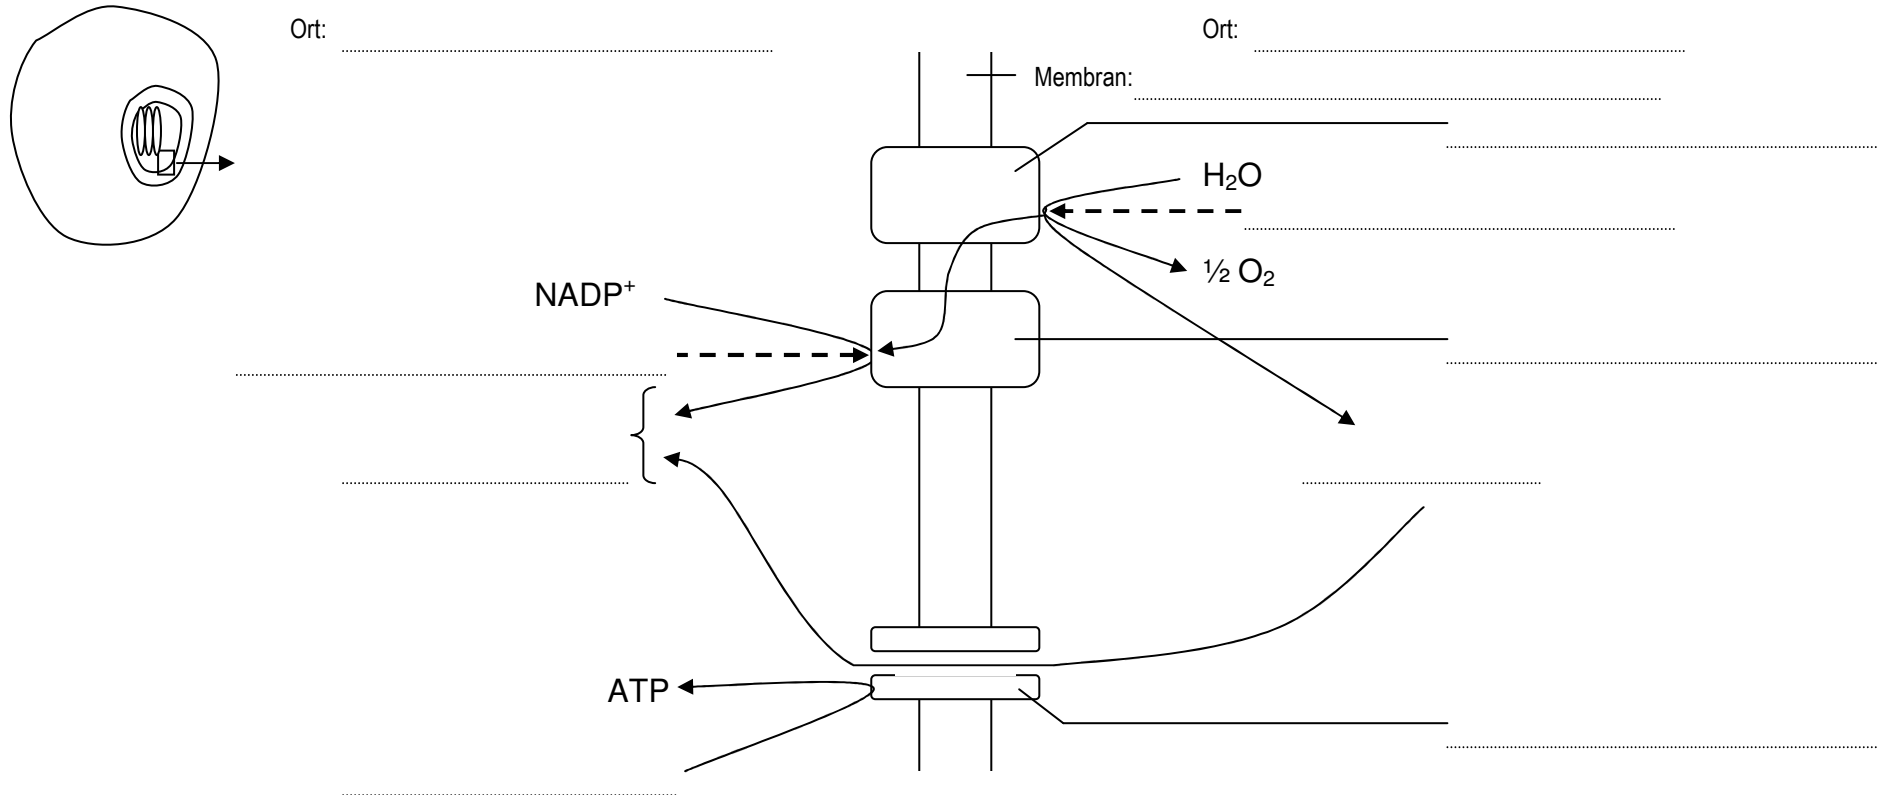 Ort:
Ort:
Membran:
H₂O
½ O₂
NADP⁺
ATP